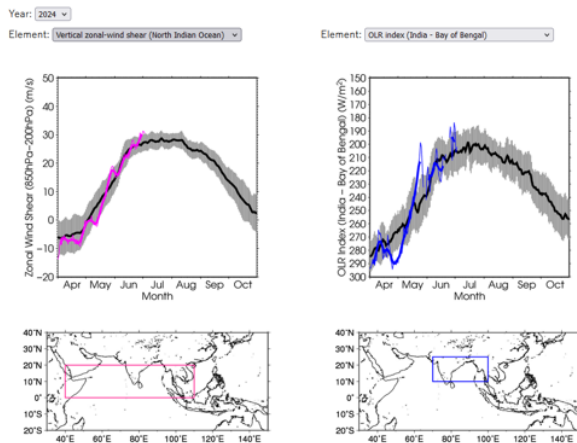 Year: 2024
Element: Vertical zonal-wind shear (North Indian Ocean)
Element: OLR index (India - Bay of Bengal)
Zonal Wind Shear (850hPa-200hPa) (m/s)
50
40
30
20
10
0
-10
-20
Apr May Jun Jul Aug Sep Oct
Month
OLR Index (India - Bay of Bengal) (W/m²)
150
160
170
180
190
200
210
220
230
240
250
260
270
280
290
300
Apr May Jun Jul Aug Sep Oct
Month
40°N
30°N
20°N
10°N
0°
10°S
20°S
40°E 60°E 80°E 100°E 120°E 140°E
40°N
30°N
20°N
10°N
0°
10°S
20°S
40°E 60°E 80°E 100°E 120°E 140°E